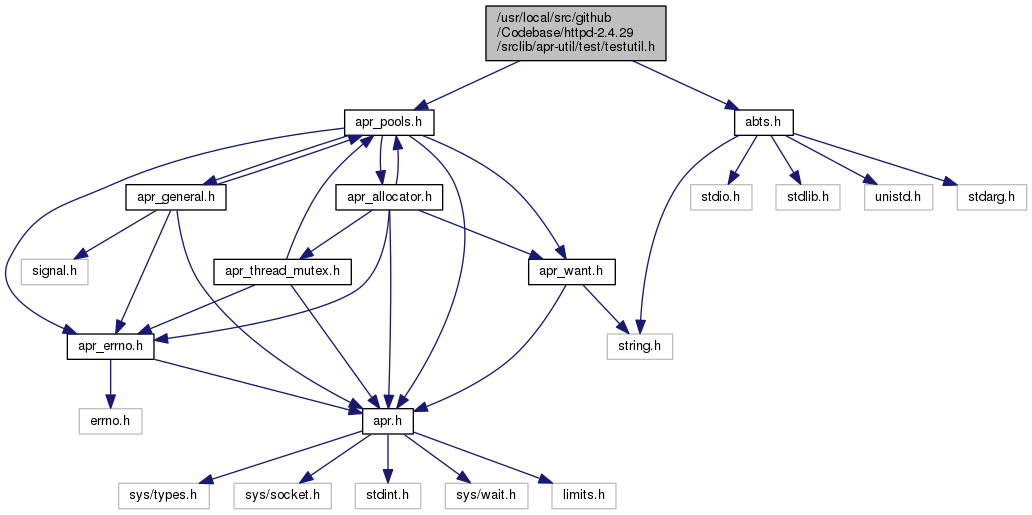 /usr/local/src/github
/Codebase/httpd-2.4.29
/srclib/apr-util/test/testutil.h
apr_pools.h
abts.h
apr_general.h
apr_allocator.h
stdio.h
stdlib.h
unistd.h
stdarg.h
signal.h
apr_thread_mutex.h
apr_want.h
apr_errno.h
string.h
errno.h
apr.h
sys/types.h
sys/socket.h
stdint.h
sys/wait.h
limits.h